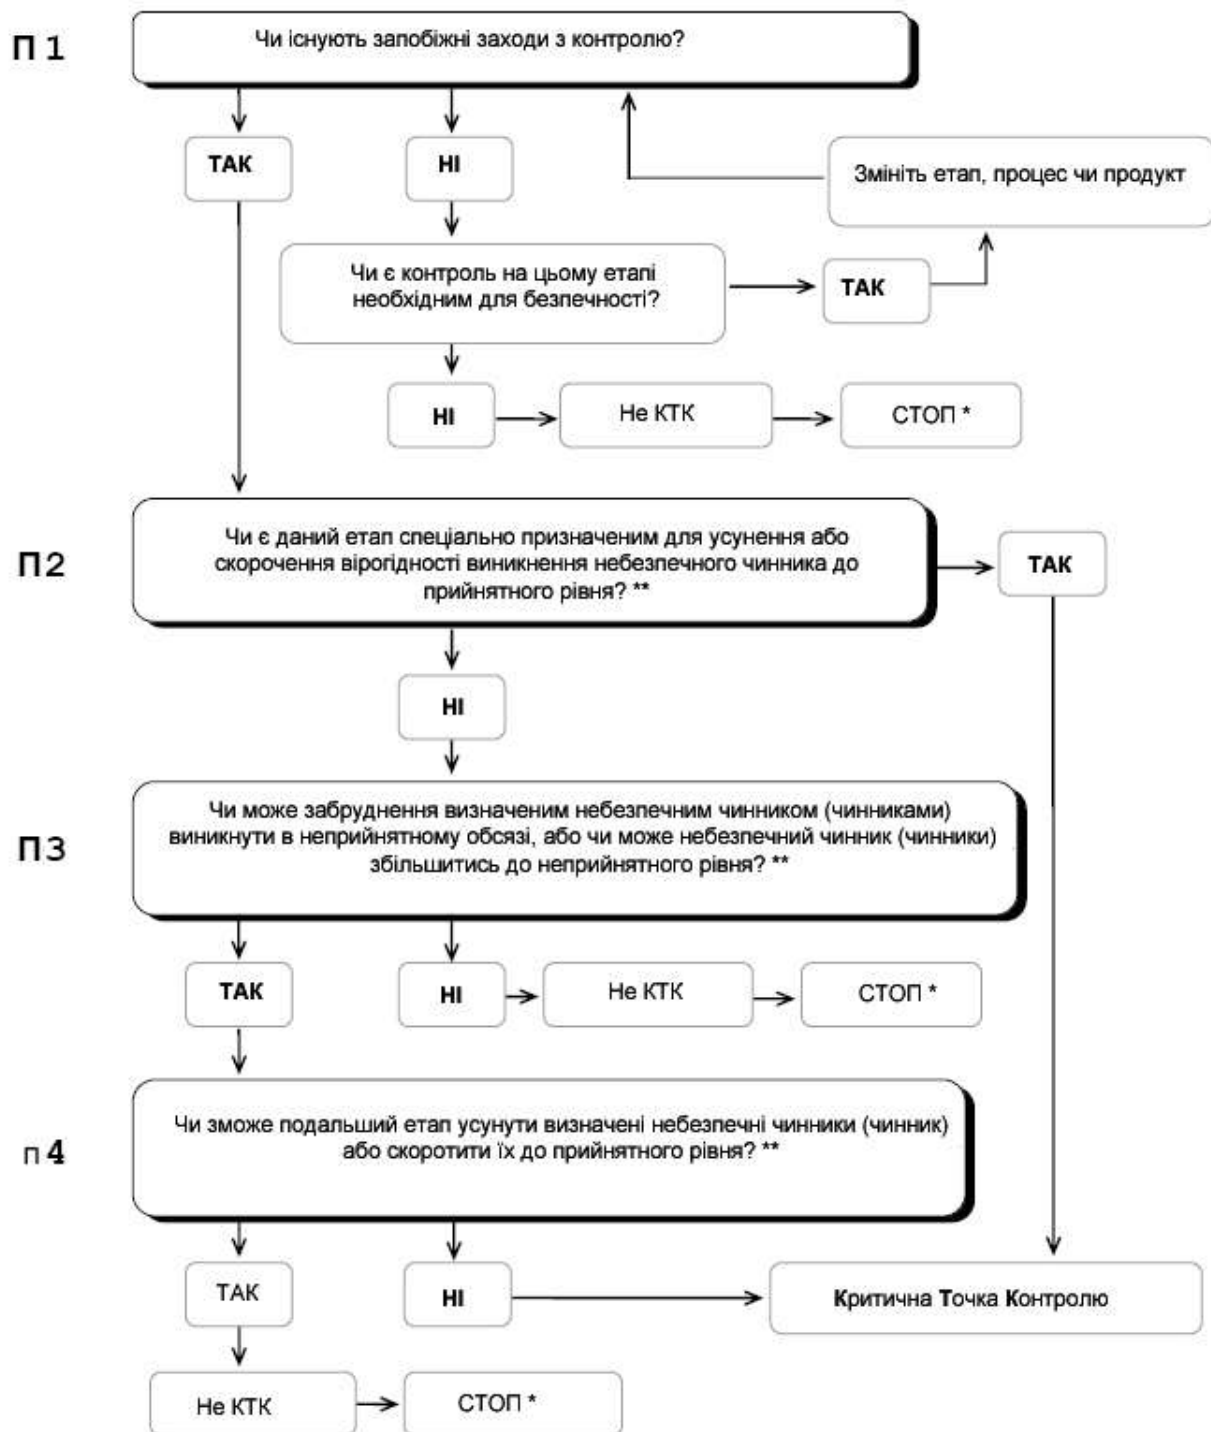 П 1
Чи існують запобіжні заходи з контролю?
ТАК
НІ
Змініть етап, процес чи продукт
Чи є контроль на цьому етапі
необхідним для безпечності?
ТАК
НІ
Не КТК
СТОП *
П2
Чи є даний етап спеціально призначеним для усунення або
скорочення вірогідності виникнення небезпечного чинника до
прийнятного рівня? **
ТАК
НІ
П3
Чи може забруднення визначеним небезпечним чинником (чинниками)
виникнути в неприйнятному обсязі, або чи може небезпечний чинник (чинники)
збільшитись до неприйнятного рівня? **
ТАК
НІ
Не КТК
СТОП *
п4
Чи зможе подальший етап усунути визначені небезпечні чинники (чинник)
або скоротити їх до прийнятного рівня? **
ТАК
НІ
Критична Точка Контролю
Не КТК
СТОП *